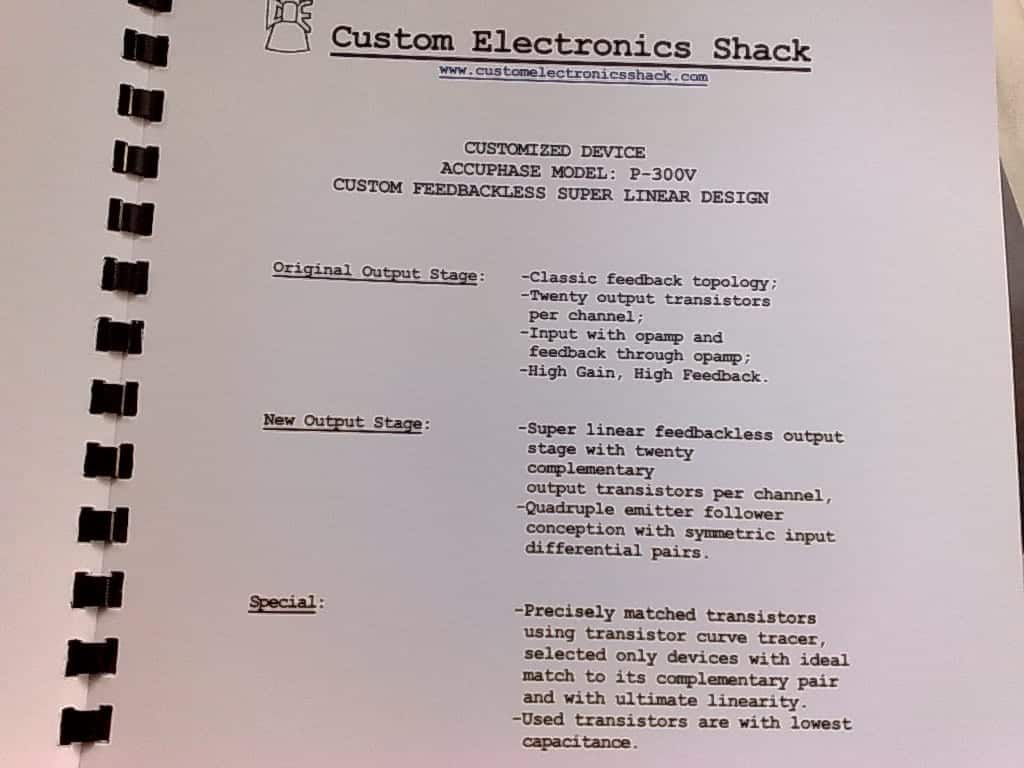 Custom Electronics Shack
www.customelectronicsshack.com
CUSTOMIZED DEVICE
ACCUPHASE MODEL: P-300V
CUSTOM FEEDBACKLESS SUPER LINEAR DESIGN
Original Output Stage: -Classic feedback topology;
-Twenty output transistors
per channel;
-Input with opamp and
feedback through opamp;
-High Gain, High Feedback.
New Output Stage: -Super linear feedbackless output
stage with twenty
complementary
output transistors per channel,
-Quadruple emitter follower
conception with symmetric input
differential pairs.
Special: -Precisely matched transistors
using transistor curve tracer,
selected only devices with ideal
match to its complementary pair
and with ultimate linearity.
-Used transistors are with lowest
capacitance.